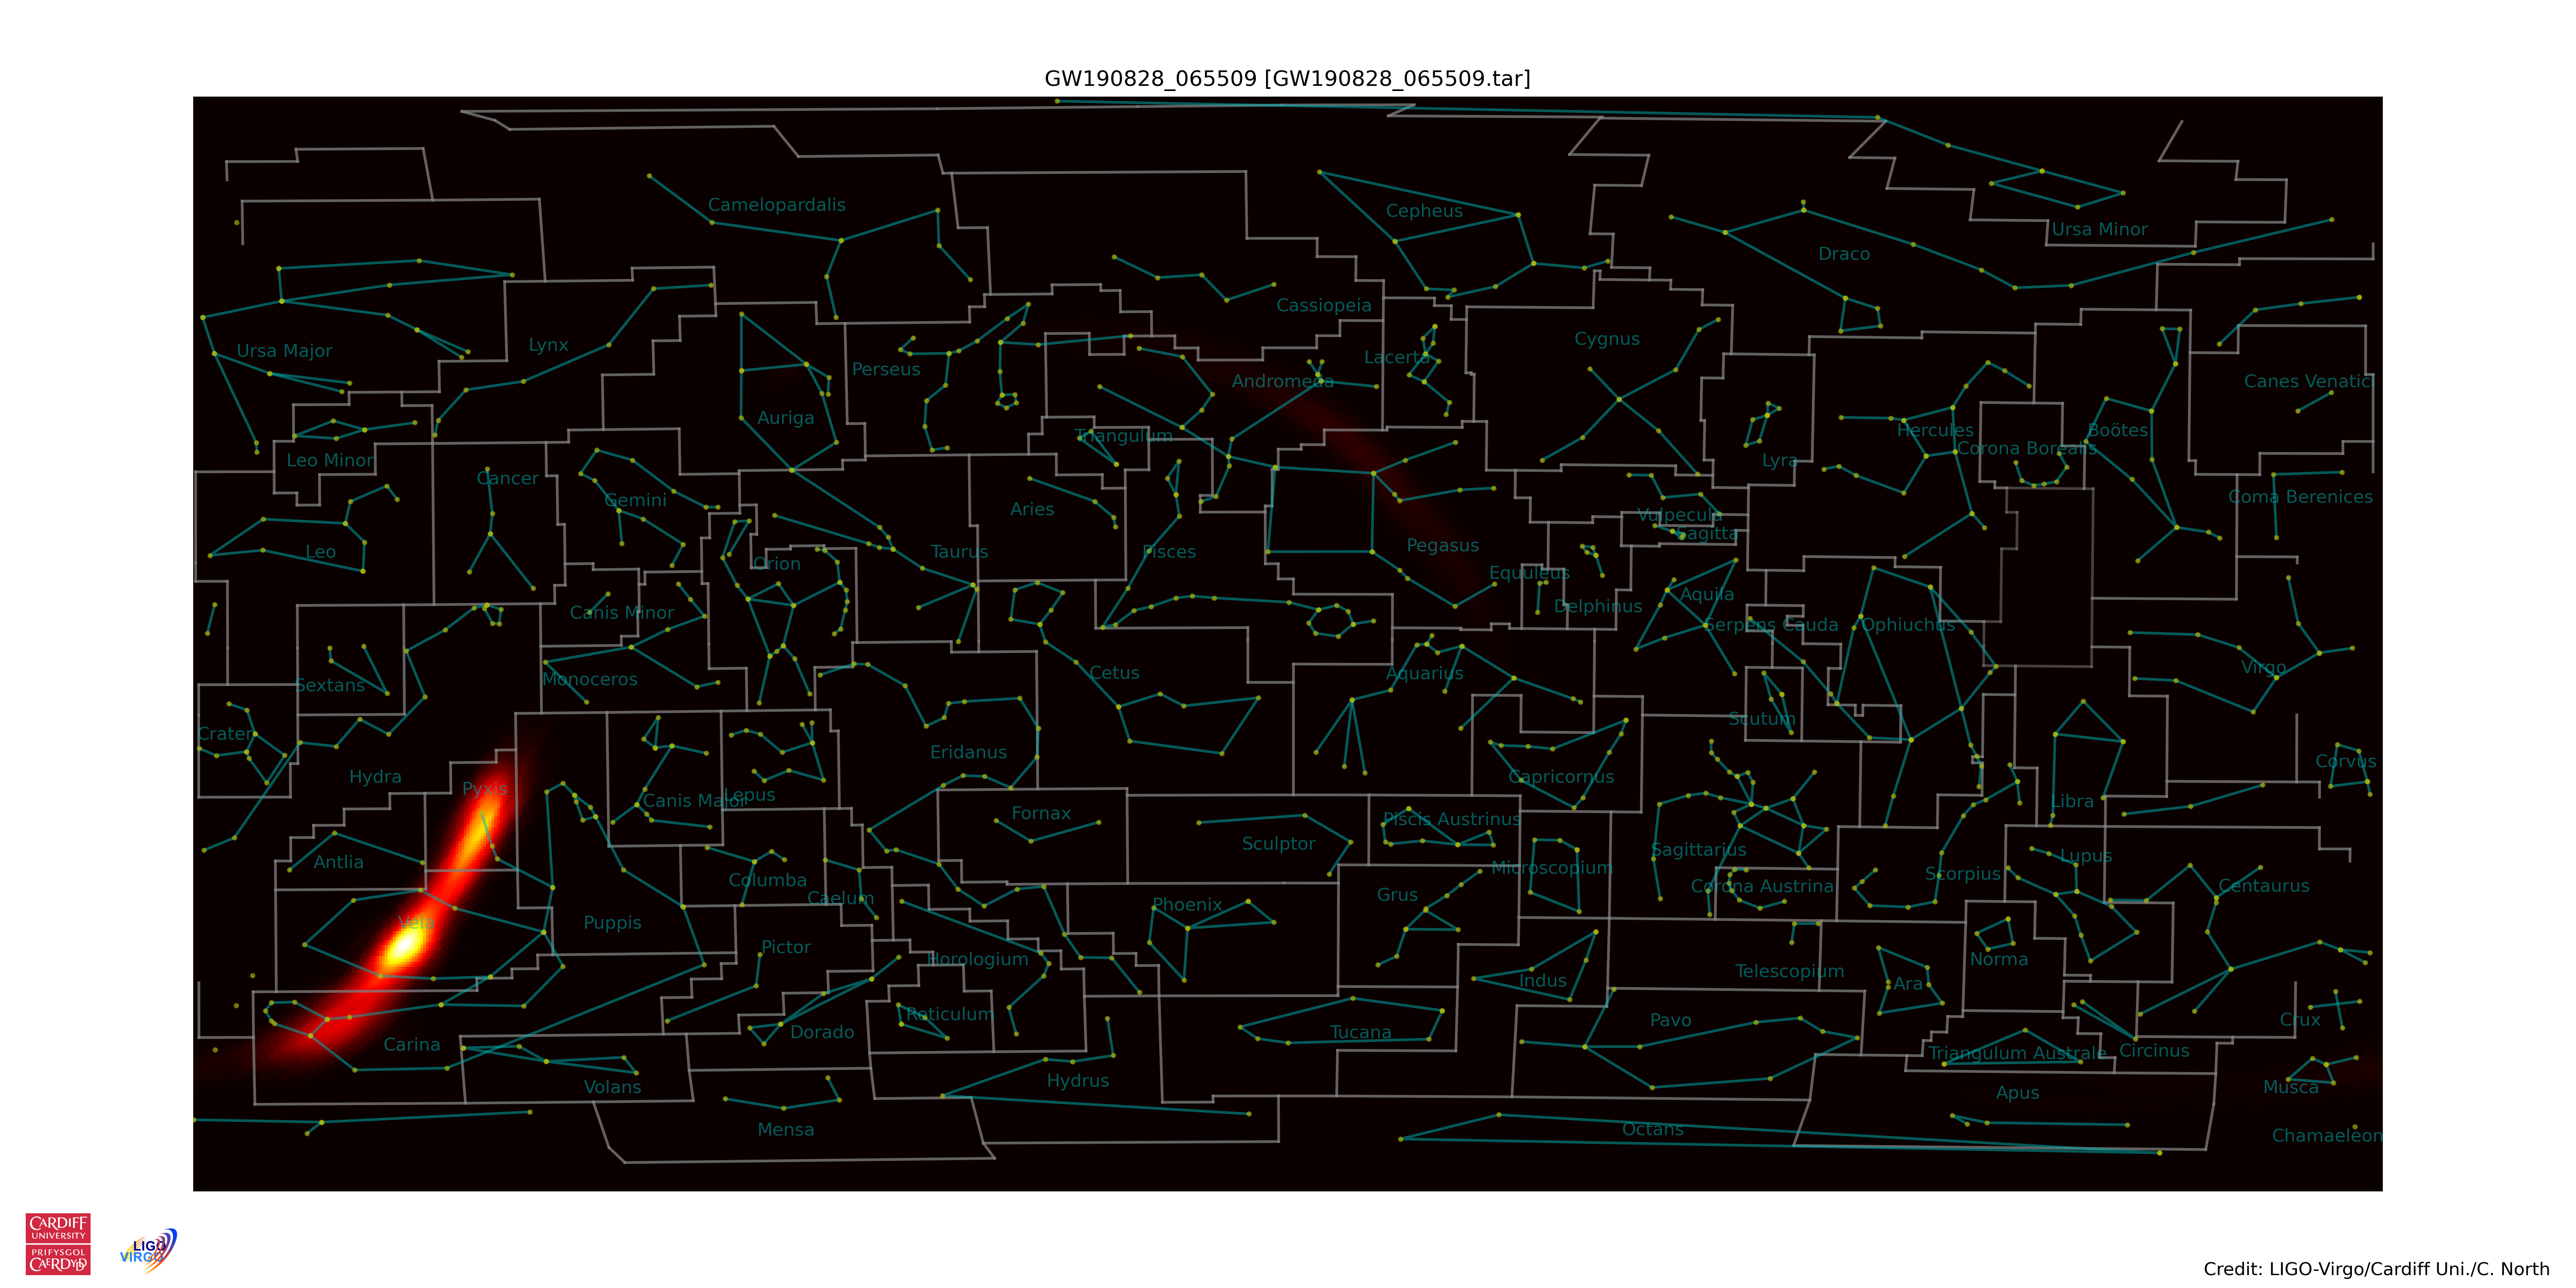 GW190828_065509 [GW190828_065509.tar]
Camelopardalis
Cepheus
Ursa Minor
Draco
Cassiopeia
Cygnus
Lynx
Ursa Major
Lacerta
Perseus
Andromeda
Canes Venatici
Auriga
Hercules
Boötes
Triangulum
Corona Borealis
Leo Minor
Lyra
Cancer
Coma Berenices
Gemini
Aries
Vulpecula
Sagitta
Pegasus
Leo
Taurus
Pisces
Orion
Equuleus
Aquila
Delphinus
Canis Minor
Serpens Cauda
Ophiuchus
Virgo
Cetus
Aquarius
Monoceros
Sextans
Scutum
Crater
Eridanus
Corvus
Hydra
Capricornus
Pyxis
Lepus
Canis Major
Libra
Fornax
Piscis Austrinus
Sculptor
Sagittarius
Lupus
Antlia
Microscopium
Scorpius
Columba
Corona Austrina
Centaurus
Grus
Caelum
Phoenix
Vela
Puppis
Pictor
Horologium
Norma
Telescopium
Indus
Ara
Reticulum
Pavo
Crux
Dorado
Tucana
Carina
Circinus
Triangulum Australe
Hydrus
Volans
Musca
Apus
Mensa
Octans
Chamaeleon
CARDIFF
UNIVERSITY
PRIFYSGOL
CAERDYDD
LIGO
VIRGO
Credit: LIGO-Virgo/Cardiff Uni./C. North